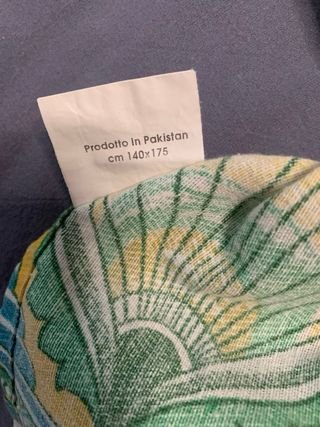 Prodotto in Pakistan
cm 140x175